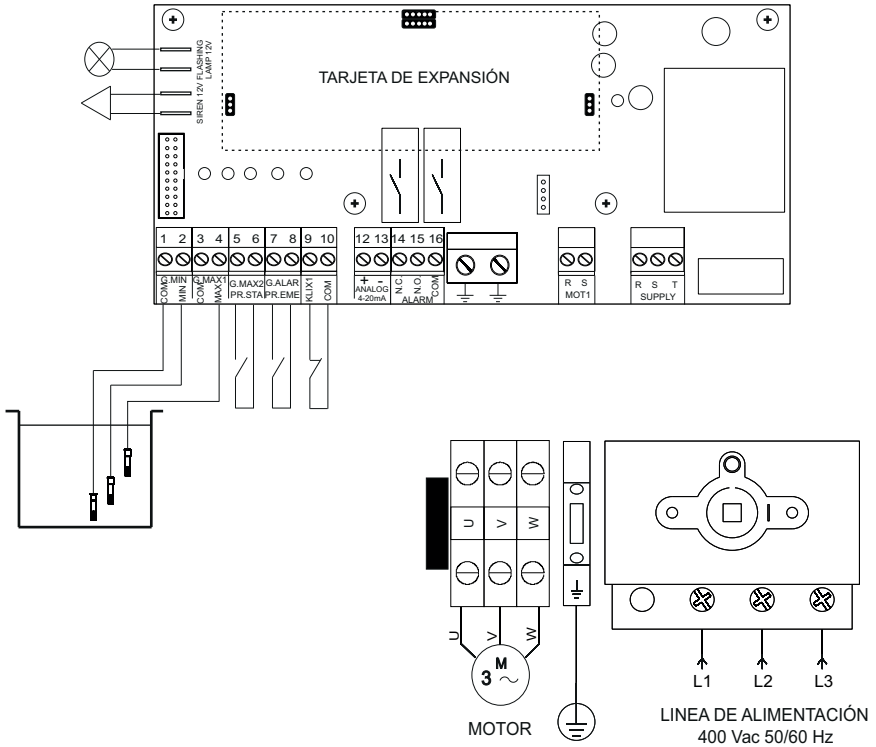 FLASHING
LAMP 12V
SIREN 12V
TARJETA DE EXPANSIÓN
1 2 3 4 5 6 7 8 9 10 12 13 14 15 16
G.MIN
COM
MIN
G.MAX1
COM
MAX
G.MAX2
PR.STA
G.ALAR
PR.EME
KLIX1
COM
+ -
ANALOG
4-20mA
N.C.
N.O.
COM
ALARM
R S
MOT1
R S T
SUPPLY
U V W
U V W
M
3 ~
MOTOR
L1 L2 L3
LINEA DE ALIMENTACIÓN
400 Vac 50/60 Hz